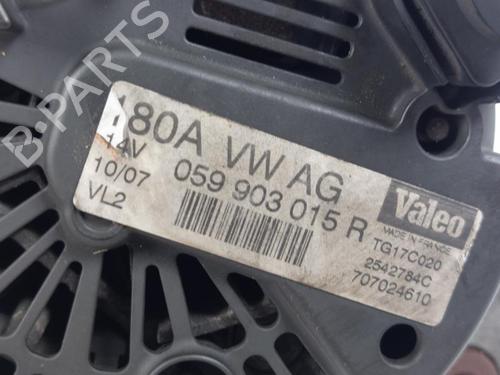 180A VW AG
14V
059 903 015 R
10/07
VL2
Valeo
MADE IN FRANCE
TG17C020
2542784C
707024610
B-PARTS